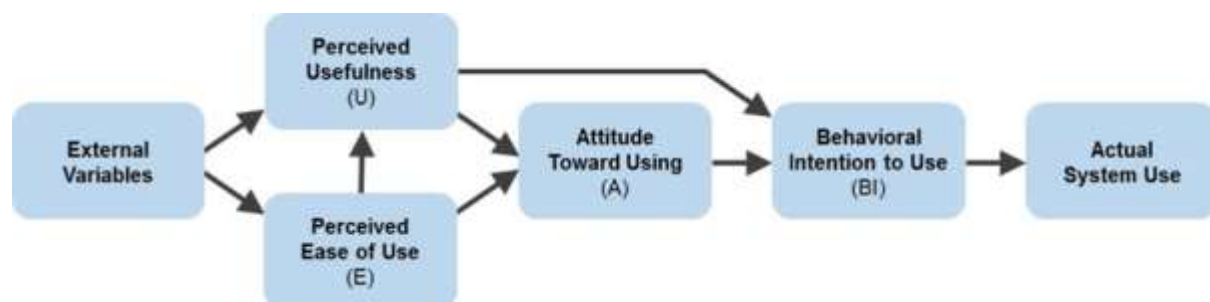 External
Variables
Perceived
Usefulness
(U)
Perceived
Ease of Use
(E)
Attitude
Toward Using
(A)
Behavioral
Intention to Use
(BI)
Actual
System Use